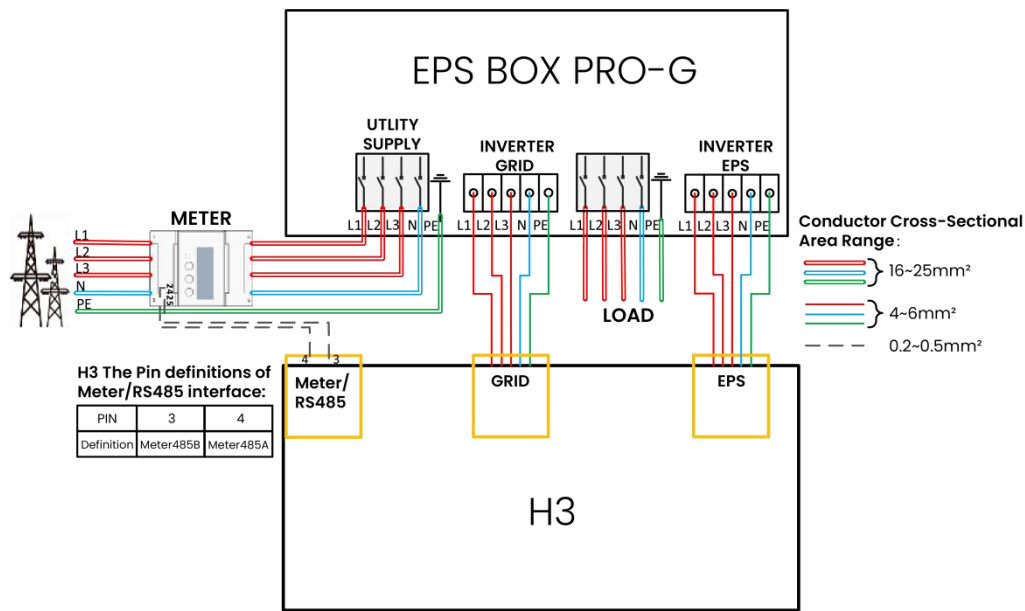 EPS BOX PRO-G
UTLITY
SUPPLY
INVERTER
GRID
INVERTER
EPS
L1 L2 L3 N PE
L1 L2 L3 N PE
L1 L2 L3 N PE
L1 L2 L3 N PE
LOAD
METER
L1
L2
L3
N
PE
24 25
Conductor Cross-Sectional
Area Range:
16~25mm²
4~6mm²
0.2~0.5mm²
4 3
Meter/
RS485
GRID
EPS
H3 The Pin definitions of
Meter/RS485 interface:
PIN 3 4
Definition Meter485B Meter485A
H3